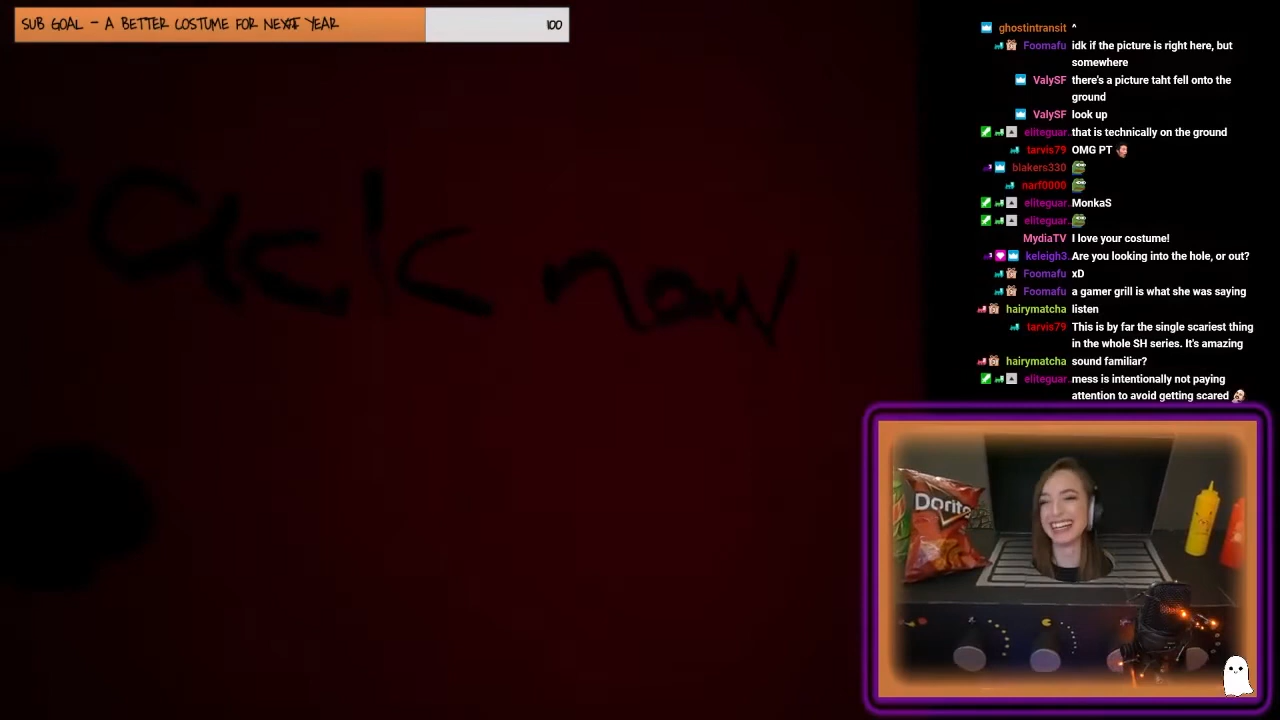 SUB GOAL - A BETTER COSTUME FOR NEXT YEAR
100
now
ghostintransit ^
Foomafu idk if the picture is right here, but
somewhere
ValySF there's a picture taht fell onto the
ground
ValySF look up
eliteguar.. that is technically on the ground
tarvis79 OMG PT
blakers330
narf0000
eliteguar.. MonkaS
eliteguar..
MydiaTV I love your costume!
keleigh3.. Are you looking into the hole, or out?
Foomafu xD
Foomafu a gamer grill is what she was saying
hairymatcha listen
tarvis79 This is by far the single scariest thing
in the whole SH series. It's amazing
hairymatcha sound familiar?
eliteguar.. mess is intentionally not paying
attention to avoid getting scared
Dorito